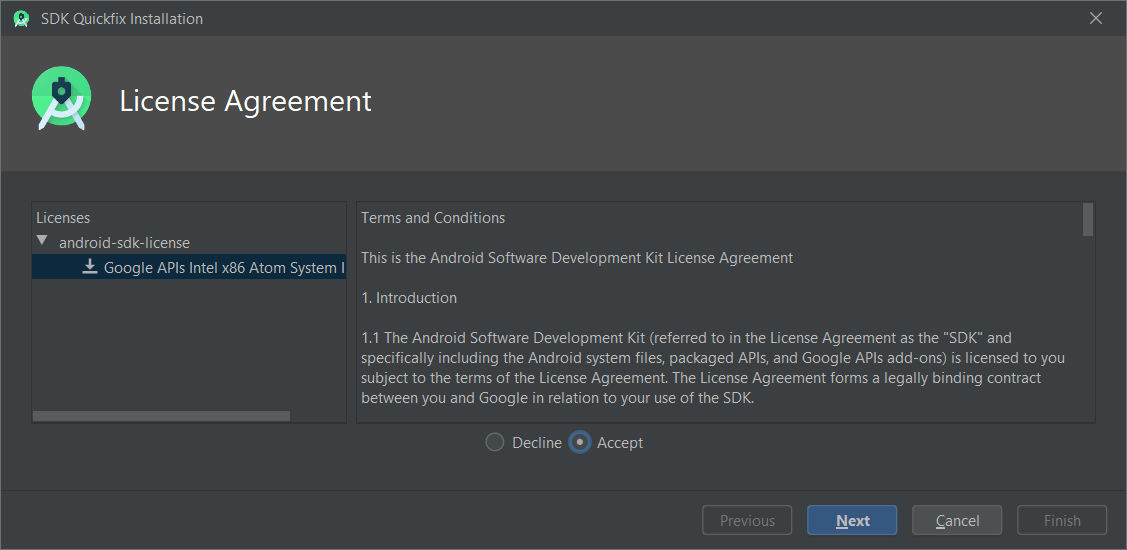 SDK Quickfix Installation
License Agreement
Licenses
android-sdk-license
Google APIs Intel x86 Atom System I
Terms and Conditions
This is the Android Software Development Kit License Agreement
1. Introduction
1.1 The Android Software Development Kit (referred to in the License Agreement as the "SDK" and
specifically including the Android system files, packaged APIs, and Google APIs add-ons) is licensed to you
subject to the terms of the License Agreement. The License Agreement forms a legally binding contract
between you and Google in relation to your use of the SDK.
Decline Accept
Previous Next Cancel Finish